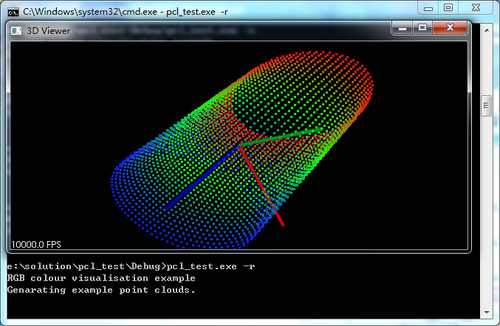 C:\Windows\system32\cmd.exe - pcl_test.exe -r
3D Viewer
10000.0 FPS
e:\solution\pcl_test\Debug>pcl_test.exe -r
RGB colour visualisation example
Genarating example point clouds.